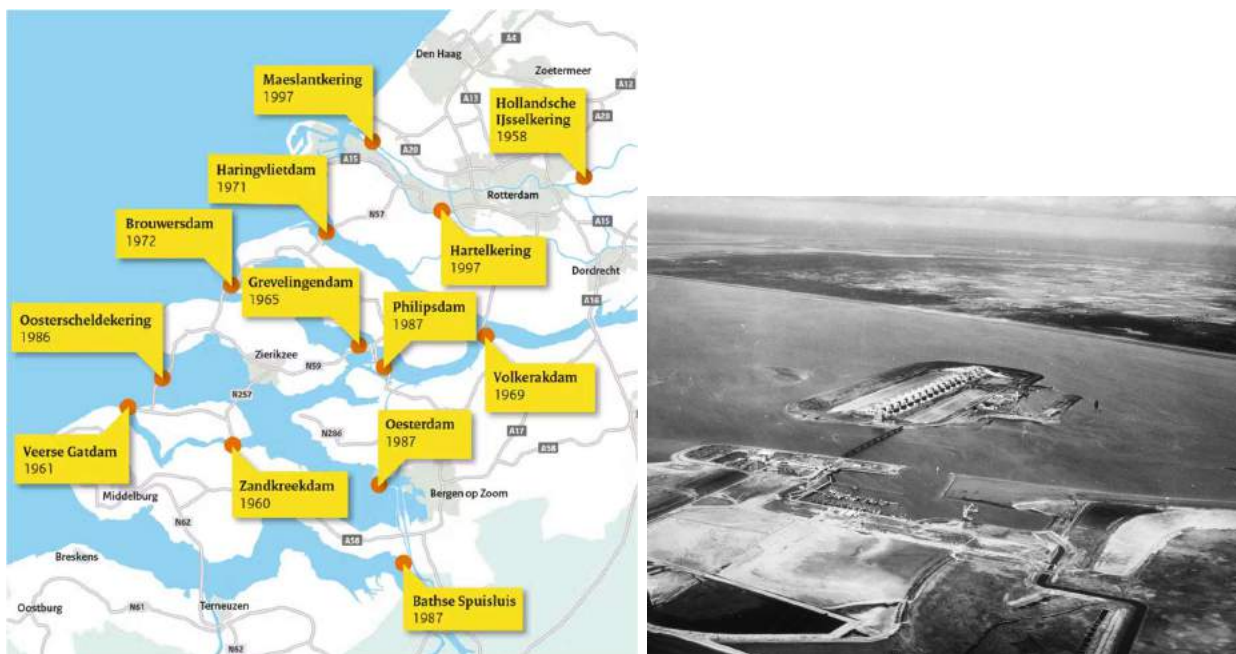 Den Haag
A4
Zoetermeer
A12
Maeslantkering
1997
A13
Hollandsche
IJsselkering
1958
A20
A20
A15
Haringvlietdam
1971
Rotterdam
N57
A15
Brouwersdam
1972
Hartelkering
1997
Dordrecht
Grevelingendam
1965
A16
Philipsdam
1987
Oosterscheldekering
1986
Zierikzee
N59
Volkerakdam
1969
N257
Oesterdam
1987
N286
A17
A58
Veerse Gatdam
1961
Zandkreekdam
1960
Middelburg
Bergen op Zoom
N62
A58
Breskens
Bathse Spuisluis
1987
Oostburg
N61
Terneuzen
N62